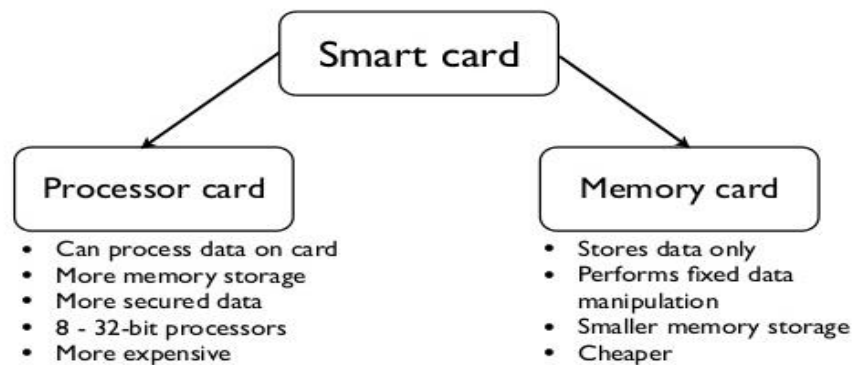 Smart card
Processor card
• Can process data on card
• More memory storage
• More secured data
• 8 - 32-bit processors
• More expensive
Memory card
• Stores data only
• Performs fixed data
manipulation
• Smaller memory storage
• Cheaper